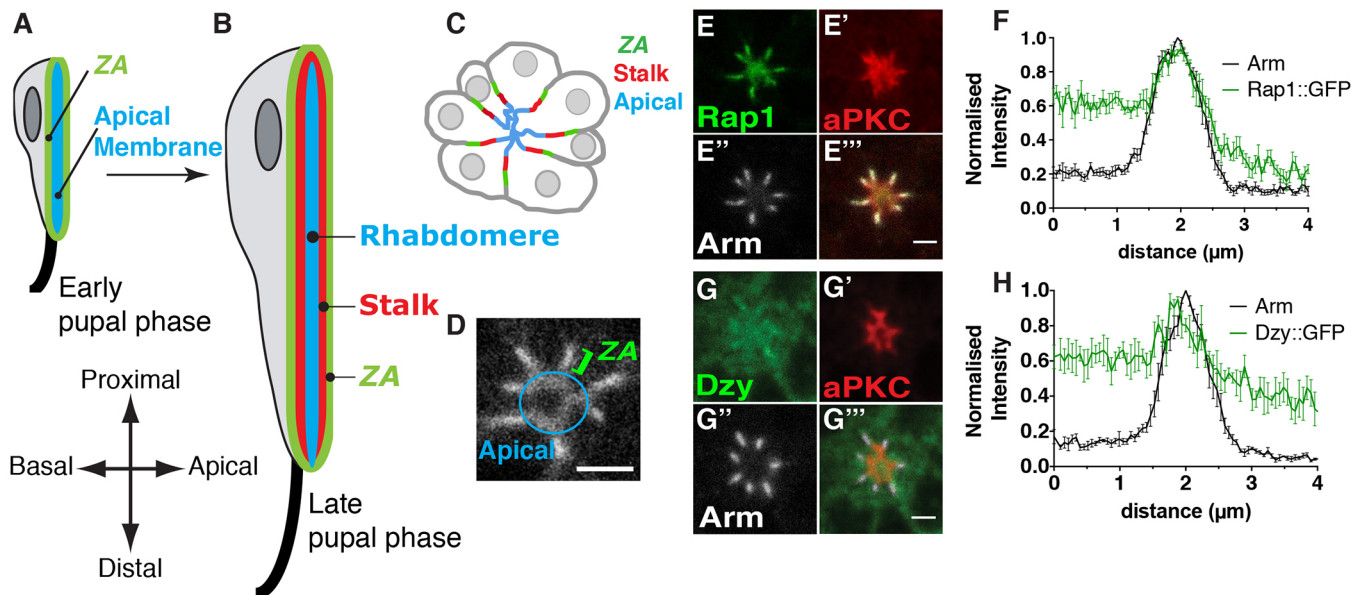 A
ZA
Apical
Membrane
Early
pupal phase
Proximal
Basal
Apical
Distal
B
Rhabdomere
Stalk
ZA
Late
pupal phase
C
ZA
Stalk
Apical
D
ZA
Apical
E
Rap1
E'
aPKC
E''
Arm
E'''
F
1.0
0.8
0.6
0.4
0.2
0.0
Normalised
Intensity
Arm
Rap1::GFP
0 1 2 3 4
distance (µm)
G
Dzy
G'
aPKC
G''
Arm
G'''
H
1.0
0.8
0.6
0.4
0.2
0.0
Normalised
Intensity
Arm
Dzy::GFP
0 1 2 3 4
distance (µm)